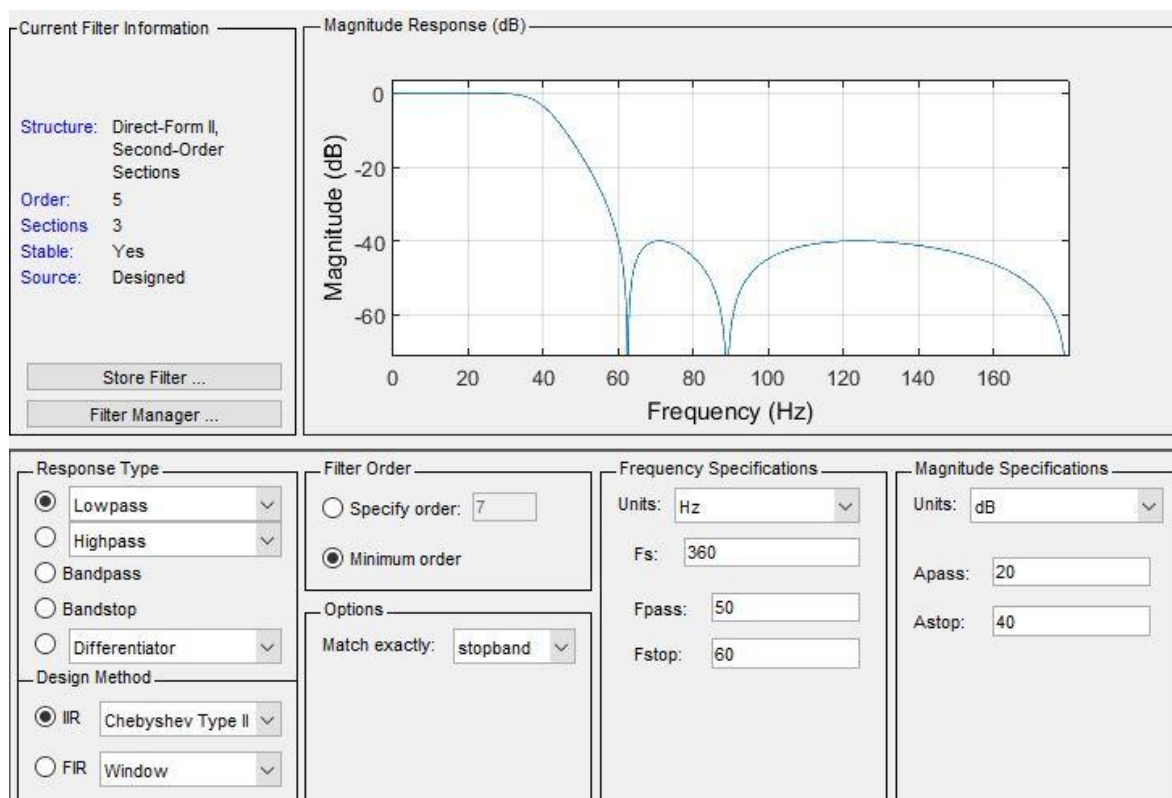 Current Filter Information
Structure: Direct-Form II,
Second-Order
Sections
Order: 5
Sections 3
Stable: Yes
Source: Designed
Store Filter ...
Filter Manager ...
Magnitude Response (dB)
Magnitude (dB)
0
-20
-40
-60
0 20 40 60 80 100 120 140 160
Frequency (Hz)
Response Type
Lowpass
Highpass
Bandpass
Bandstop
Differentiator
Design Method
IIR Chebyshev Type II
FIR Window
Filter Order
Specify order: 7
Minimum order
Options
Match exactly: stopband
Frequency Specifications
Units: Hz
Fs: 360
Fpass: 50
Fstop: 60
Magnitude Specifications
Units: dB
Apass: 20
Astop: 40